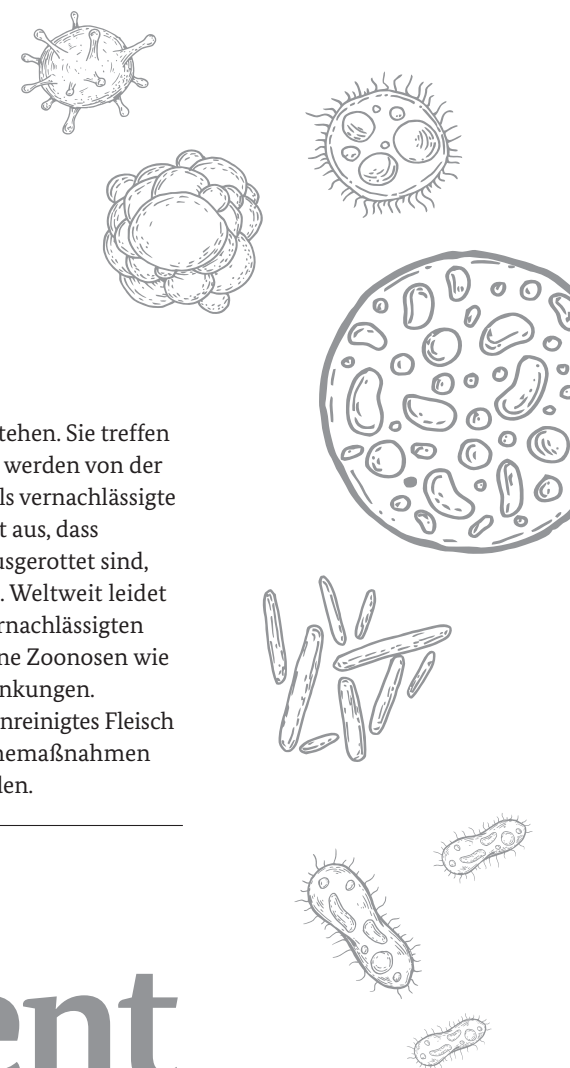 tehen. Sie treffen
werden von der
ls vernachlässigte
t aus, dass
usgerottet sind,
. Weltweit leidet
rnachlässigten
ne Zoonosen wie
nkungen.
nreinigtes Fleisch
nemaßnahmen
len.
ent